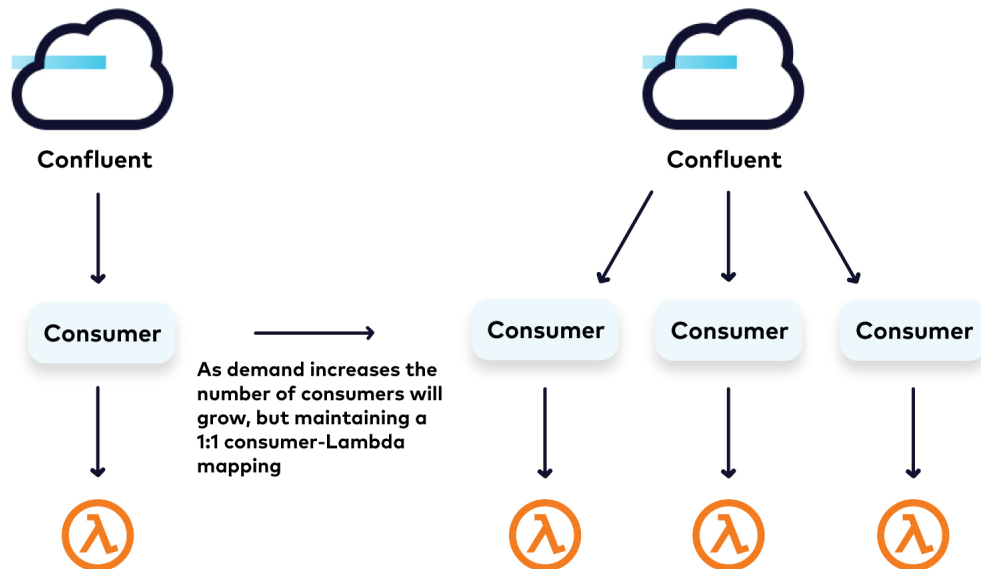 Confluent
Confluent
Consumer
Consumer
Consumer
Consumer
As demand increases the
number of consumers will
grow, but maintaining a
1:1 consumer-Lambda
mapping